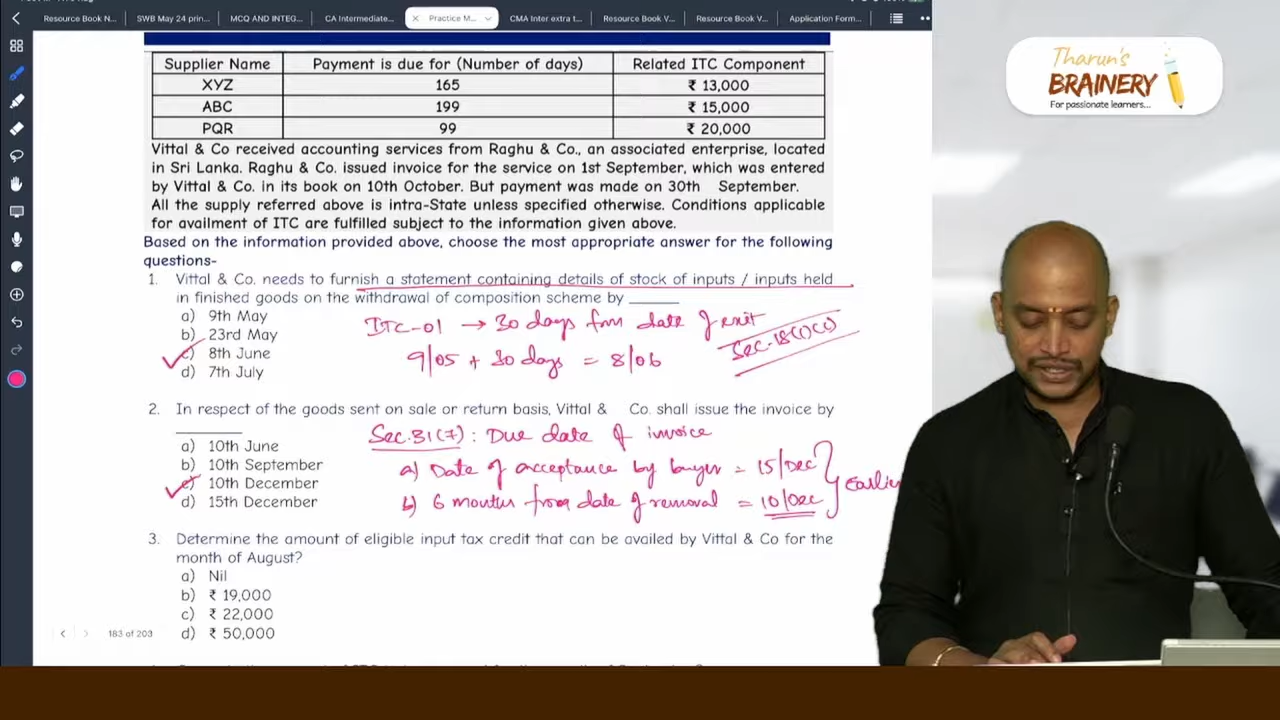 Resource Book N...
SWB May 24 prin...
MCQ AND INTEG...
CA Intermediate...
Practice M...
CMA Inter extra t...
Resource Book V...
Resource Book V...
Application Form...
Tharun's
BRAINERY
For passionate learners...
Supplier Name Payment is due for (Number of days) Related ITC Component
XYZ 165 ₹ 13,000
ABC 199 ₹ 15,000
PQR 99 ₹ 20,000
Vittal & Co received accounting services from Raghu & Co., an associated enterprise, located
in Sri Lanka. Raghu & Co. issued invoice for the service on 1st September, which was entered
by Vittal & Co. in its book on 10th October. But payment was made on 30th September.
All the supply referred above is intra-State unless specified otherwise. Conditions applicable
for availment of ITC are fulfilled subject to the information given above.
Based on the information provided above, choose the most appropriate answer for the following
questions-
1. Vittal & Co. needs to furnish a statement containing details of stock of inputs / inputs held
in finished goods on the withdrawal of composition scheme by ______
a) 9th May
b) 23rd May
c) 8th June
d) 7th July
ITC-01 → 30 days from date of exit
9/05 + 30 days = 8/06
Sec.18(1)(c)
2. In respect of the goods sent on sale or return basis, Vittal & Co. shall issue the invoice by
________
a) 10th June
b) 10th September
c) 10th December
d) 15th December
Sec.31(7): Due date of invoice
a) Date of acceptance by buyer = 15/Dec
b) 6 months from date of removal = 10/Dec
Earlier
3. Determine the amount of eligible input tax credit that can be availed by Vittal & Co for the
month of August?
a) Nil
b) ₹ 19,000
c) ₹ 22,000
d) ₹ 50,000
183 of 203